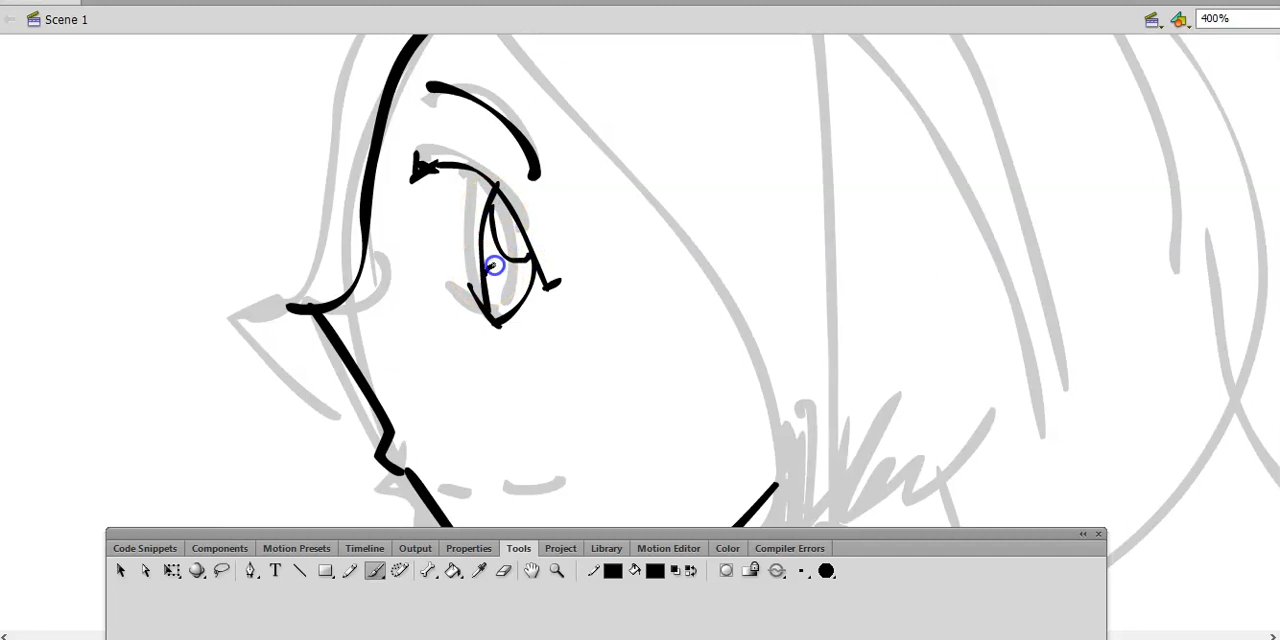 Scene 1
400%
Code Snippets Components Motion Presets Timeline Output Properties Tools Project Library Motion Editor Color Compiler Errors
T